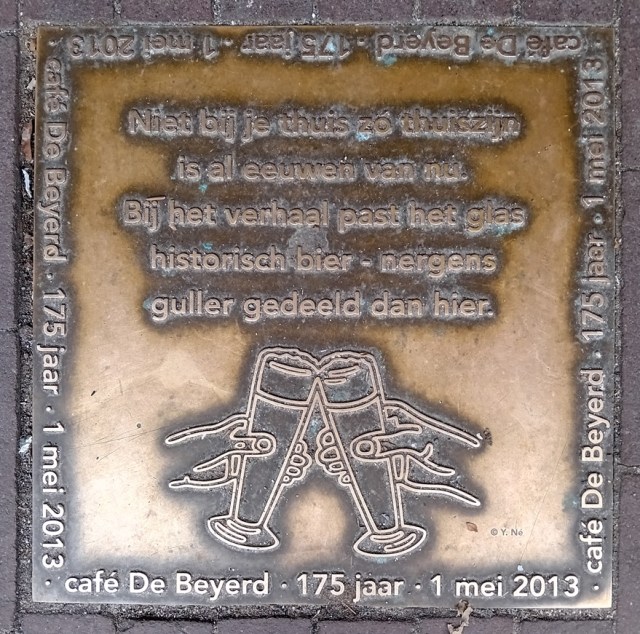 café De Beyerd · 175 jaar · 1 mei 2013 ·
Niet bij je thuis zó thuiszijn
is al eeuwen van nu.
Bij het verhaal past het glas
historisch bier - nergens
guller gedeeld dan hier.
© Y. Né
café De Beyerd · 175 jaar · 1 mei 2013 ·
café De Beyerd · 175 jaar · 1 mei 2013 ·
café De Beyerd · 175 jaar · 1 mei 2013 ·